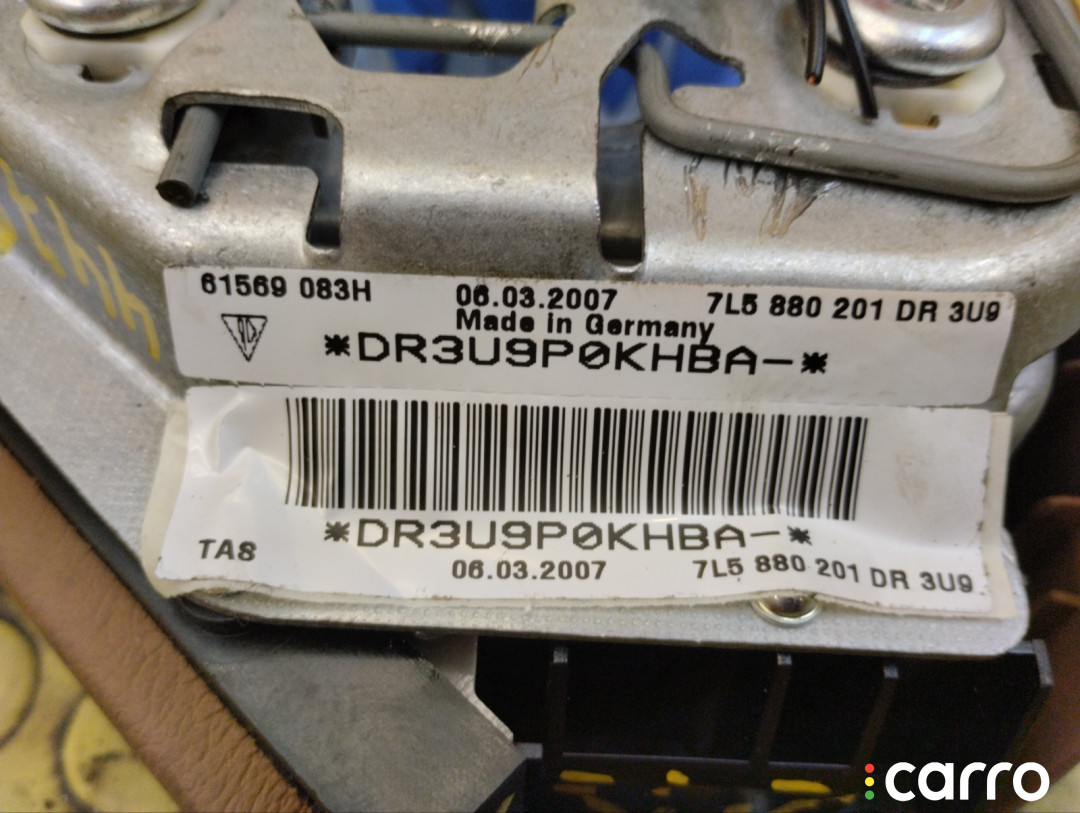 61569 083H 06.03.2007 7L5 880 201 DR 3U9
Made in Germany
*DR3U9P0KHBA-*
*DR3U9P0KHBA-*
TA8 06.03.2007 7L5 880 201 DR 3U9
carro